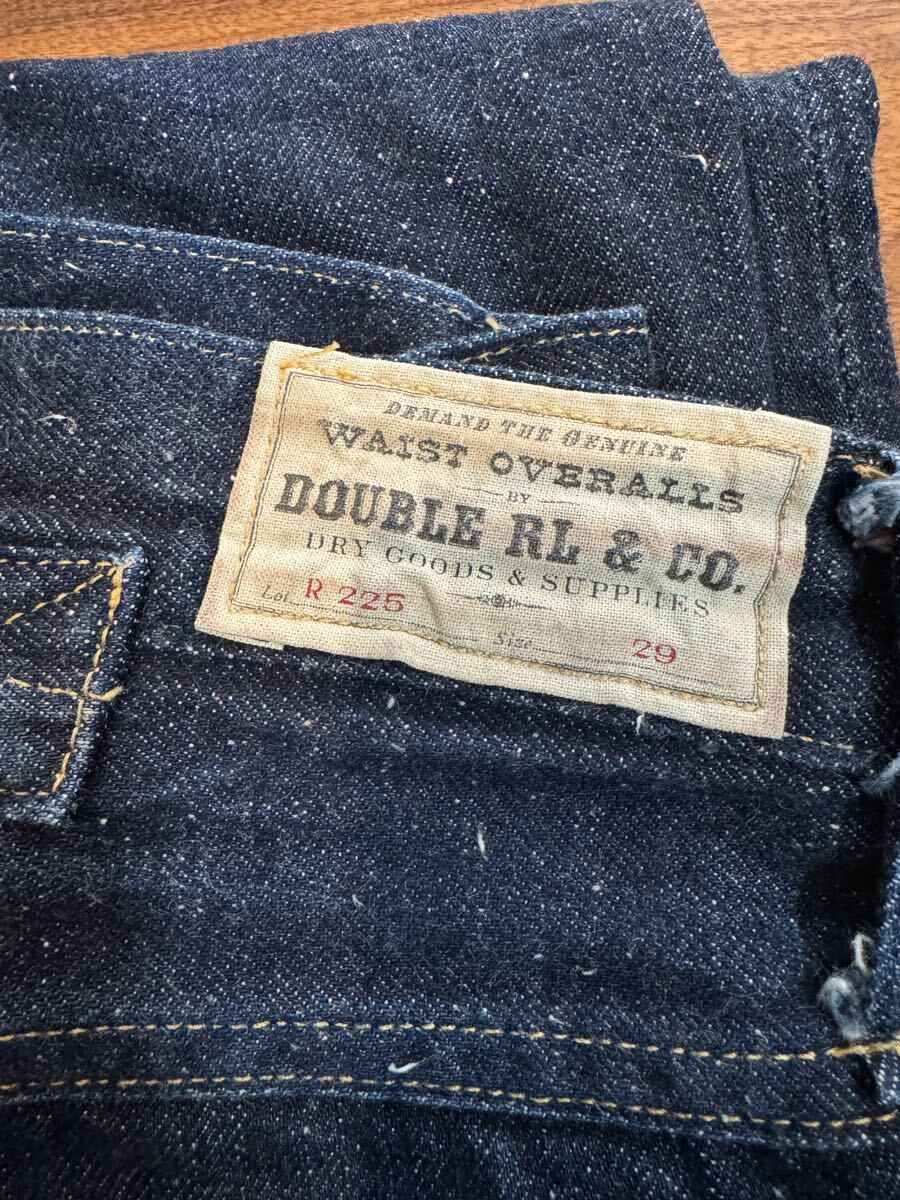 DEMAND THE GENUINE
WAIST OVERALLS
BY
DOUBLE RL & CO.
DRY GOODS & SUPPLIES
Lot R 225
Size 29